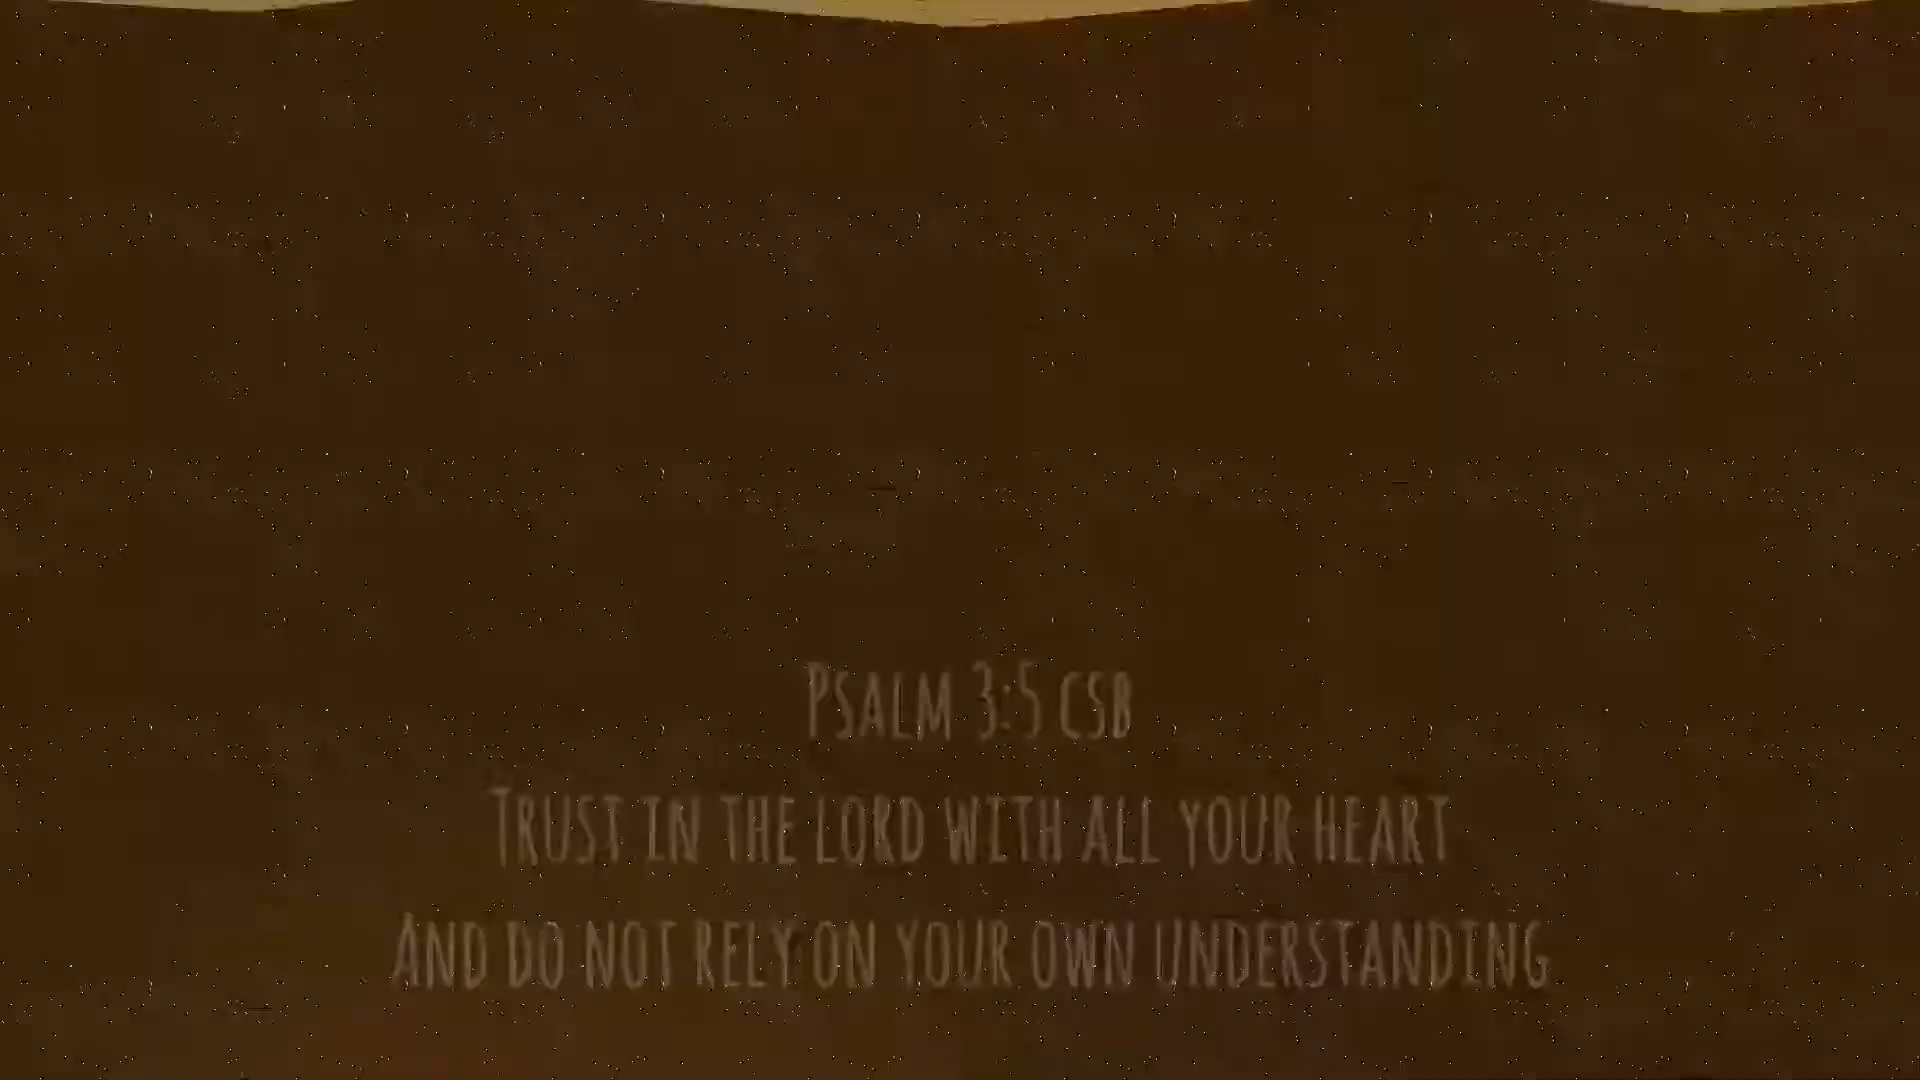 Psalm 3:5 CSB
Trust in the Lord with all your heart
And do not rely on your own understanding